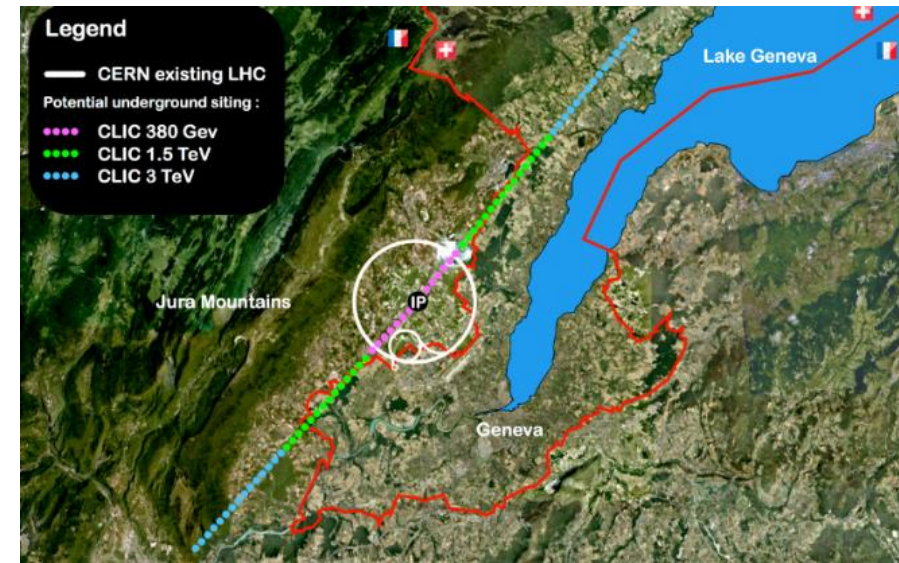 Legend
CERN existing LHC
Potential underground siting :
CLIC 380 Gev
CLIC 1.5 TeV
CLIC 3 TeV
Lake Geneva
Jura Mountains
IP
Geneva